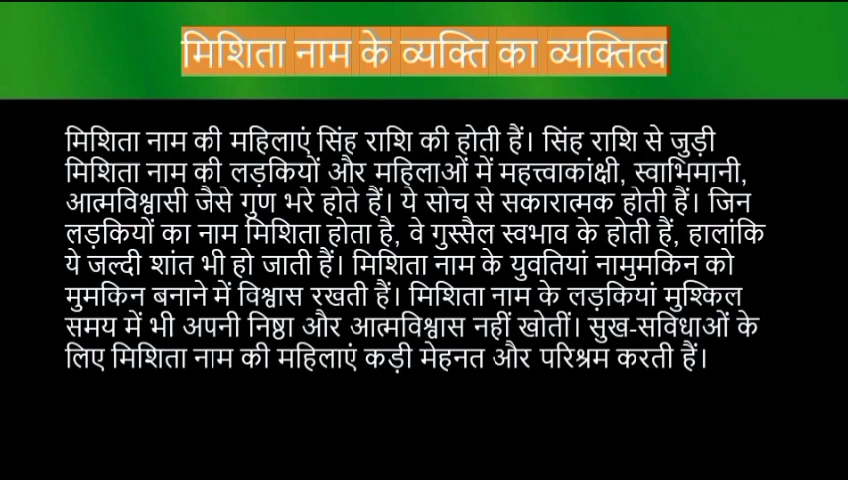 मिशिता नाम के व्यक्ति का व्यक्तित्व
मिशिता नाम की महिलाएं सिंह राशि की होती हैं। सिंह राशि से जुड़ी
मिशिता नाम की लड़कियों और महिलाओं में महत्त्वाकांक्षी, स्वाभिमानी,
आत्मविश्वासी जैसे गुण भरे होते हैं। ये सोच से सकारात्मक होती हैं। जिन
लड़कियों का नाम मिशिता होता है, वे गुस्सैल स्वभाव के होती हैं, हालांकि
ये जल्दी शांत भी हो जाती हैं। मिशिता नाम के युवतियां नामुमकिन को
मुमकिन बनाने में विश्वास रखती हैं। मिशिता नाम के लड़कियां मुश्किल
समय में भी अपनी निष्ठा और आत्मविश्वास नहीं खोतीं। सुख-सविधाओं के
लिए मिशिता नाम की महिलाएं कड़ी मेहनत और परिश्रम करती हैं।